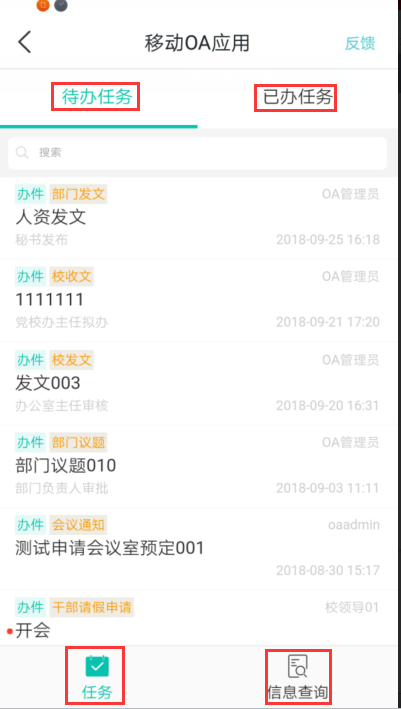 移动OA应用 反馈
待办任务 已办任务
搜索
办件 部门发文 OA管理员
人资发文
秘书发布 2018-09-25 16:18
办件 校收文 OA管理员
1111111
党校办主任拟办 2018-09-21 17:20
办件 校发文 OA管理员
发文003
办公室主任审核 2018-09-20 16:31
办件 部门议题 OA管理员
部门议题010
部门负责人审批 2018-09-03 11:11
办件 会议通知 oaadmin
测试申请会议室预定001
2018-08-30 15:17
办件 干部请假申请 校领导01
开会
任务 信息查询